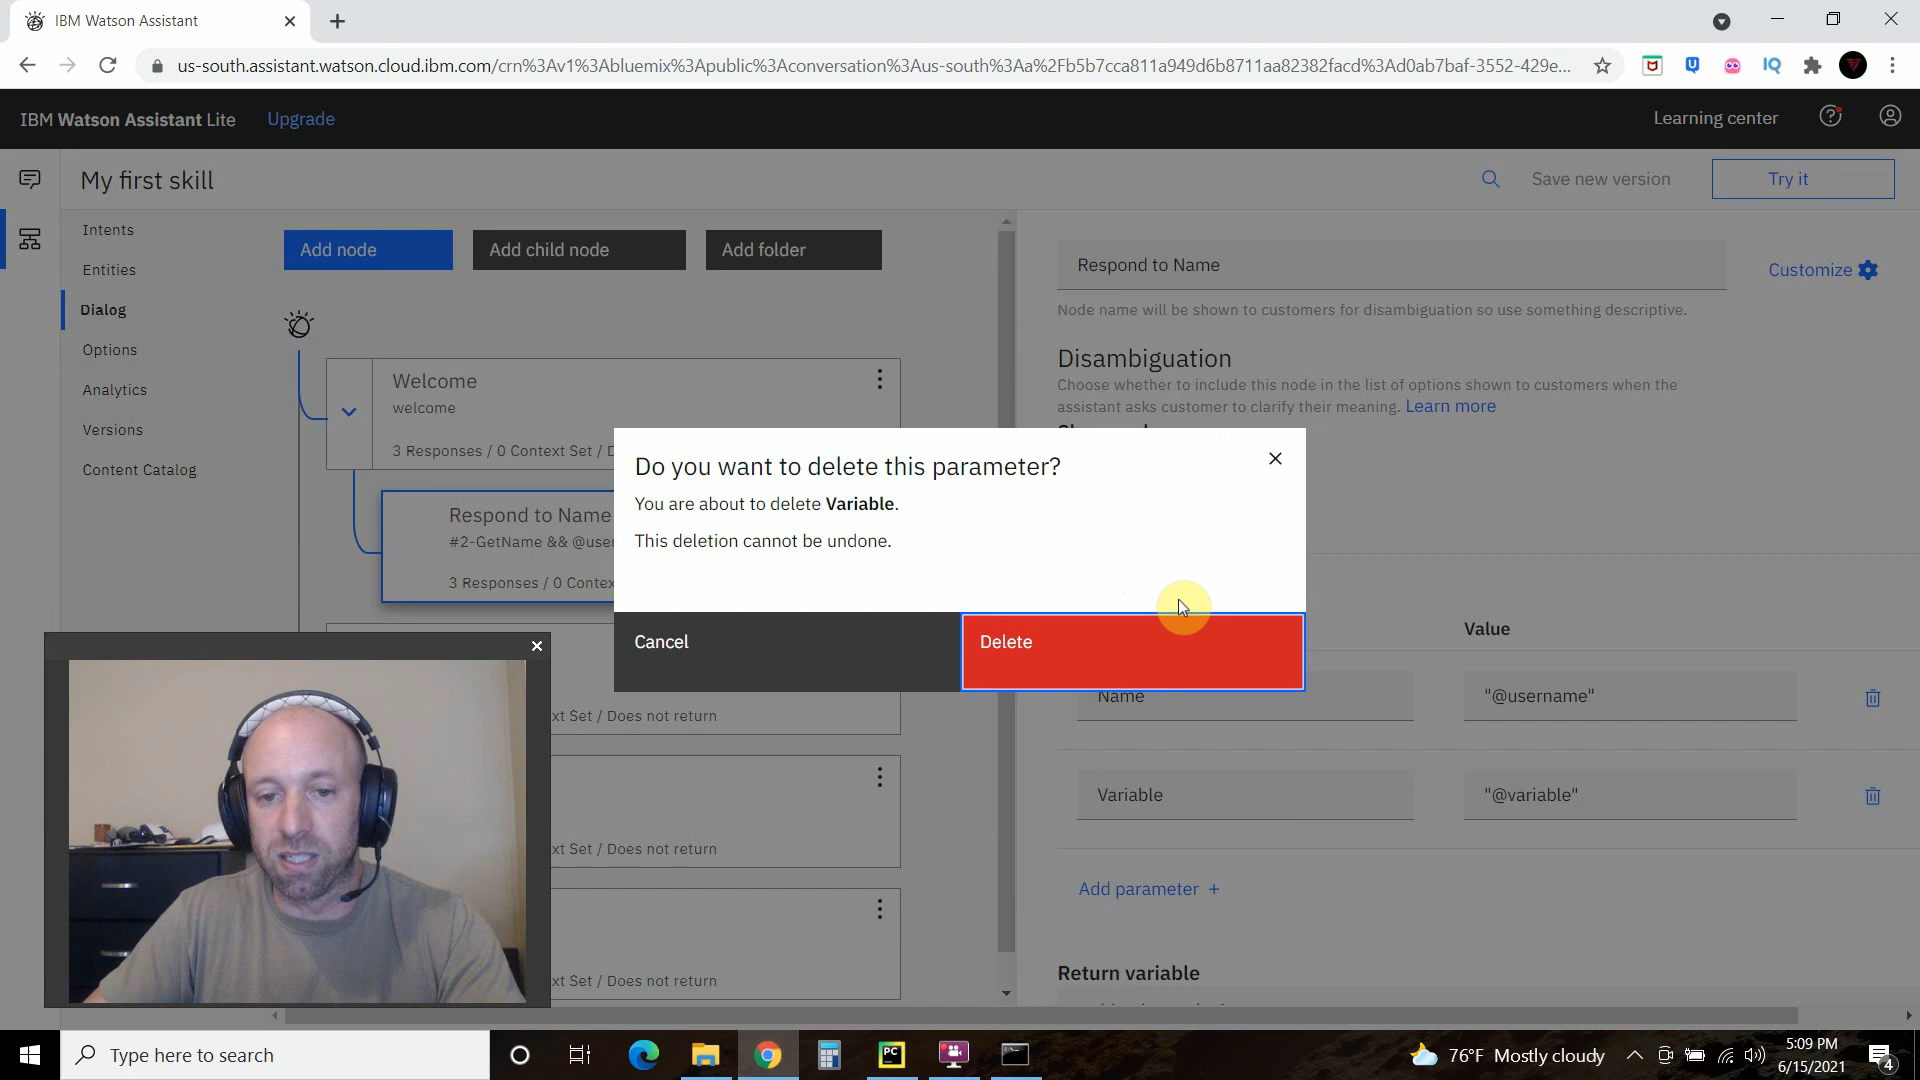 IBM Watson Assistant
us-south.assistant.watson.cloud.ibm.com/crn%3Av1%3Abluemix%3Apublic%3Aconversation%3Aus-south%3Aa%2Fb5b7cca811a949d6b8711aa82382facd%3Ad0ab7baf-3552-429e...
IBM Watson Assistant Lite
Upgrade
Learning center
My first skill
Save new version
Try it
Intents
Entities
Dialog
Options
Analytics
Versions
Content Catalog
Add node
Add child node
Add folder
Welcome
welcome
3 Responses / 0 Context Set /
Respond to Name
#2-GetName &&
3 Responses / 0
xt Set / Does not return
xt Set / Does not return
xt Set / Does not return
Respond to Name
Customize
Node name will be shown to customers for disambiguation so use something descriptive.
Disambiguation
Choose whether to include this node in the list of options shown to customers when the
assistant asks customer to clarify their meaning. Learn more
Do you want to delete this parameter?
You are about to delete Variable.
This deletion cannot be undone.
Cancel
Delete
Value
Name
"@username"
Variable
"@variable"
Add parameter +
Return variable
Type here to search
PC
76°F Mostly cloudy
5:09 PM
6/15/2021
4